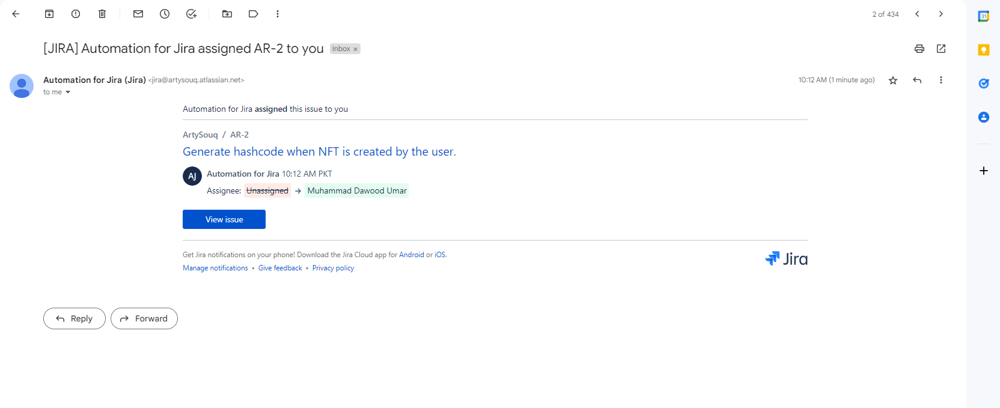 2 of 434
31
[JIRA] Automation for Jira assigned AR-2 to you Inbox ×
Automation for Jira (Jira) <jira@artysouq.atlassian.net>
10:12 AM (1 minute ago)
to me
Automation for Jira assigned this issue to you
ArtySouq / AR-2
Generate hashcode when NFT is created by the user.
AJ
Automation for Jira 10:12 AM PKT
Assignee: Unassigned → Muhammad Dawood Umar
View issue
Get Jira notifications on your phone! Download the Jira Cloud app for Android or iOS.
Manage notifications • Give feedback • Privacy policy
Jira
Reply
Forward